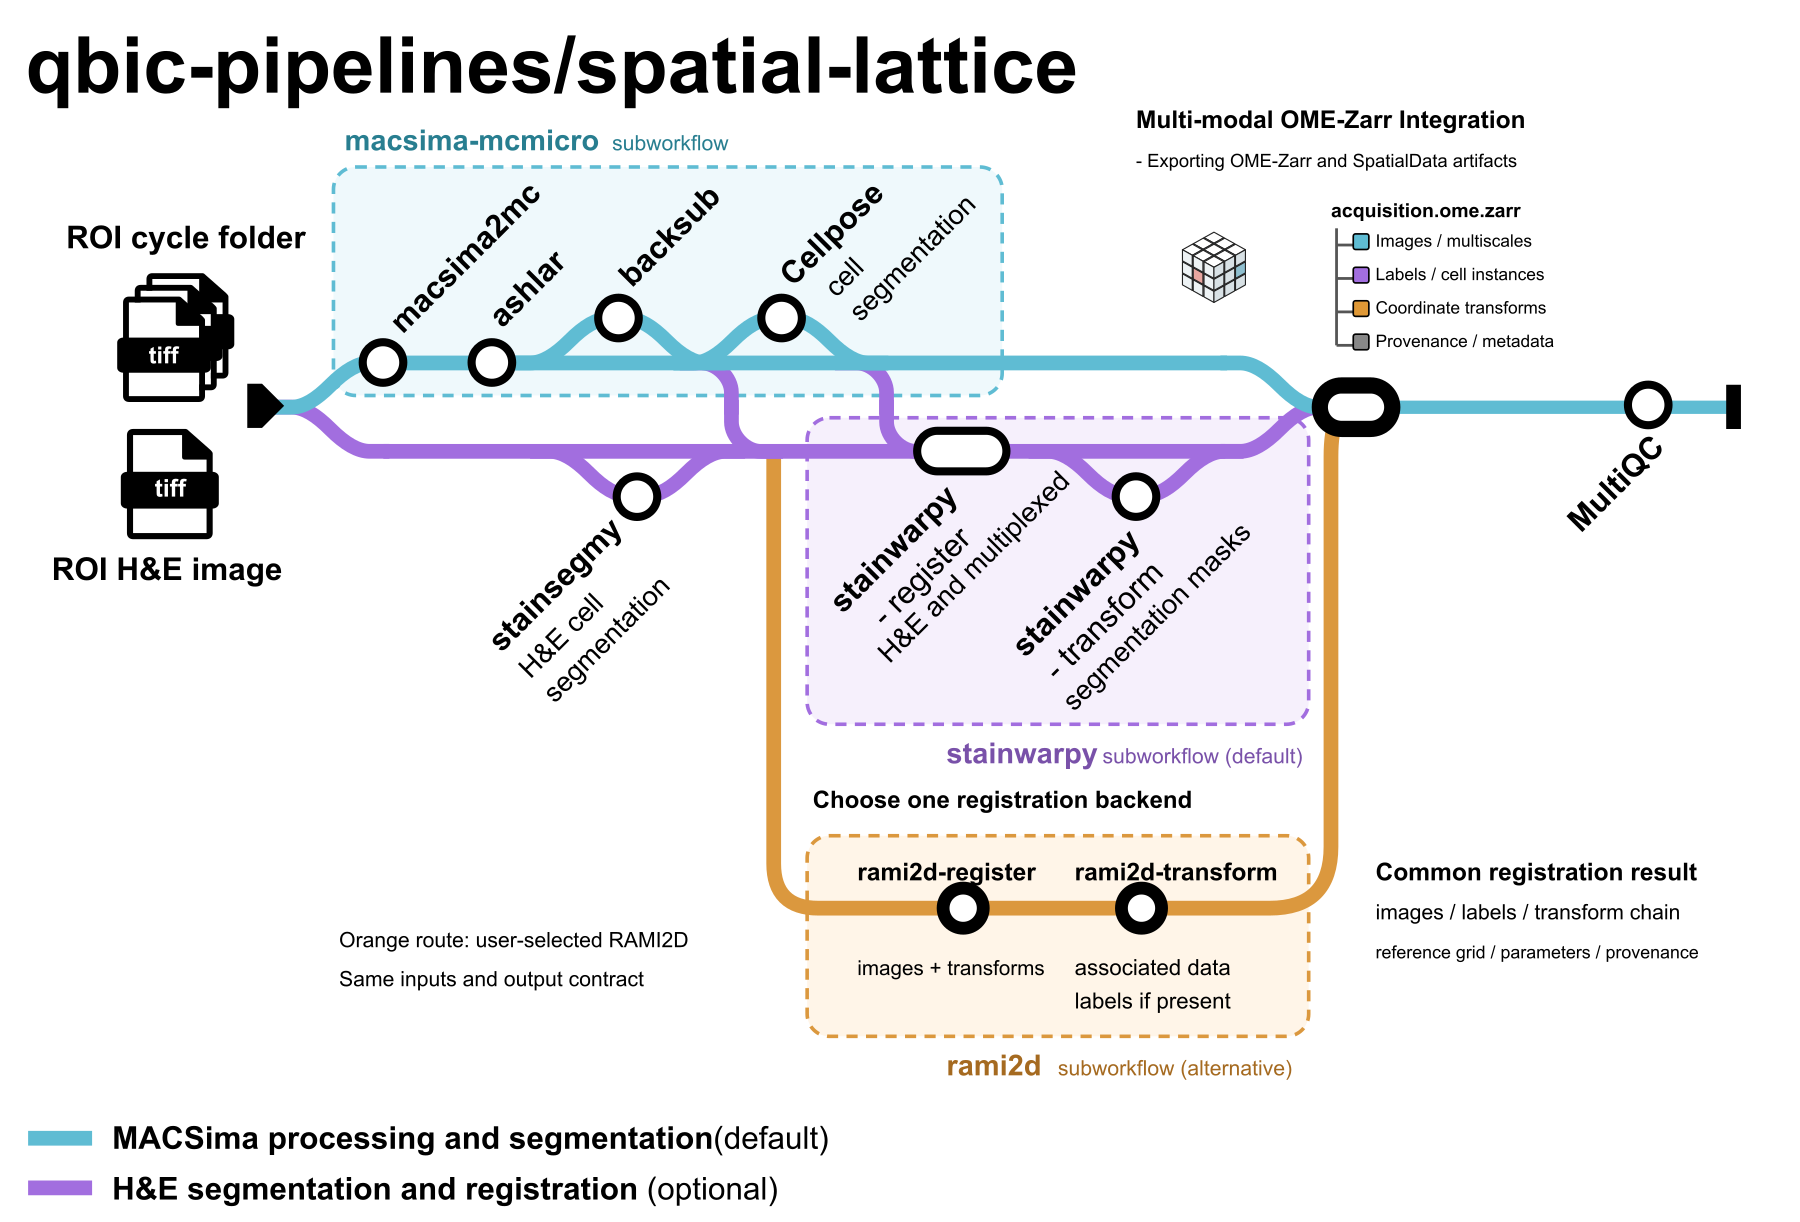 qbic-pipelines/spatial-lattice
macsima-mcmicro subworkflow
Multi-modal OME-Zarr Integration
- Exporting OME-Zarr and SpatialData artifacts
acquisition.ome.zarr
Images / multiscales
Labels / cell instances
Coordinate transforms
Provenance / metadata
ROI cycle folder
tiff
tiff
ROI H&E image
macsima2mc
ashlar
backsub
Cellpose
cell
segmentation
stainsegmy
H&E cell
segmentation
stainwarpy
- register
H&E and multiplexed
stainwarpy
- transform
segmentation masks
MultiQC
stainwarpy subworkflow (default)
Choose one registration backend
rami2d-register
rami2d-transform
images + transforms
associated data
labels if present
rami2d subworkflow (alternative)
Orange route: user-selected RAMI2D
Same inputs and output contract
Common registration result
images / labels / transform chain
reference grid / parameters / provenance
MACSima processing and segmentation(default)
H&E segmentation and registration (optional)